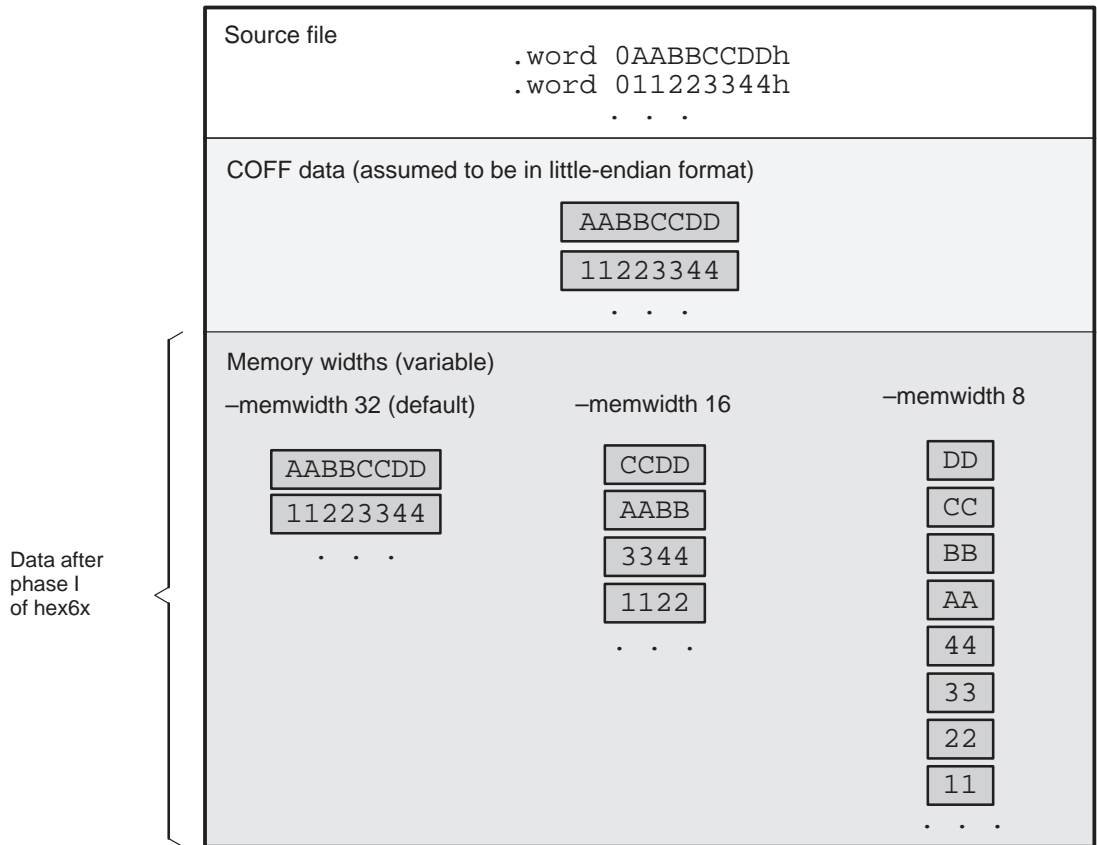 Source file
.word 0AABBCCDDh
.word 011223344h
. . .
COFF data (assumed to be in little-endian format)
AABBCCDD
11223344
. . .
Memory widths (variable)
–memwidth 32 (default)
AABBCCDD
11223344
. . .
–memwidth 16
CCDD
AABB
3344
1122
. . .
–memwidth 8
DD
CC
BB
AA
44
33
22
11
. . .
Data after
phase I
of hex6x